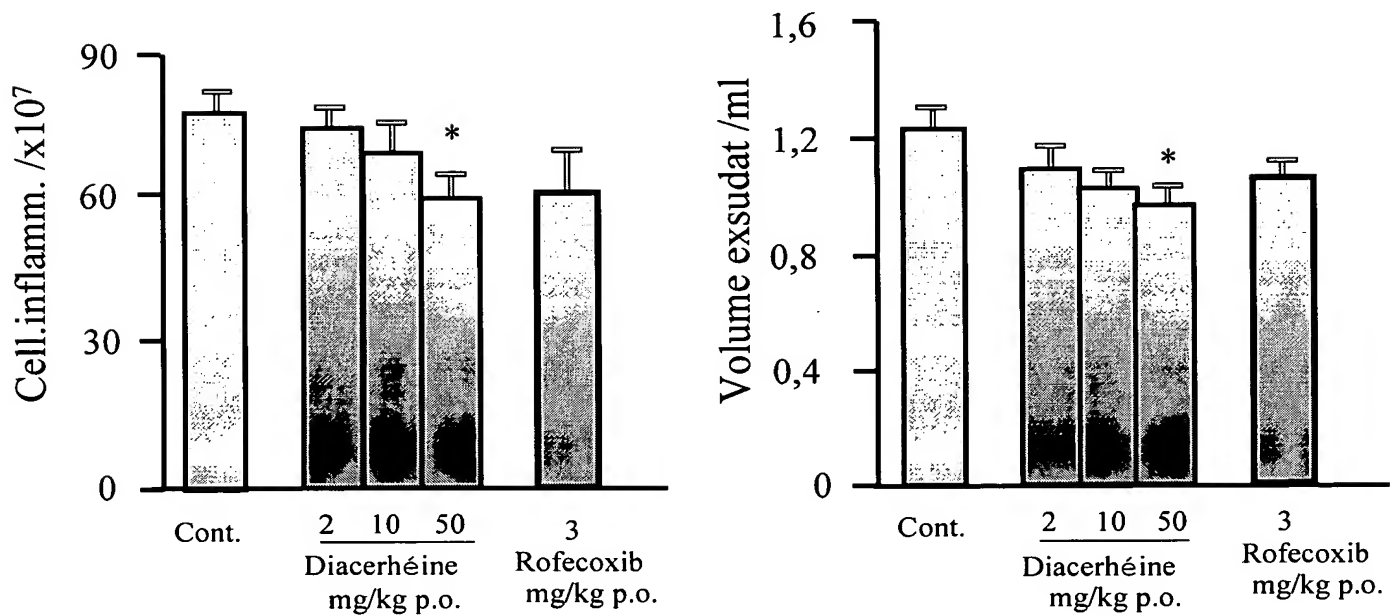 Cell.inflamm. /x10⁷
90
60
30
0
*
Cont.
2 10 50
3
Diacerhéine
mg/kg p.o.
Rofecoxib
mg/kg p.o.
Volume exsudat /ml
1,6
1,2
0,8
0,4
0
*
Cont.
2 10 50
3
Diacerhéine
mg/kg p.o.
Rofecoxib
mg/kg p.o.